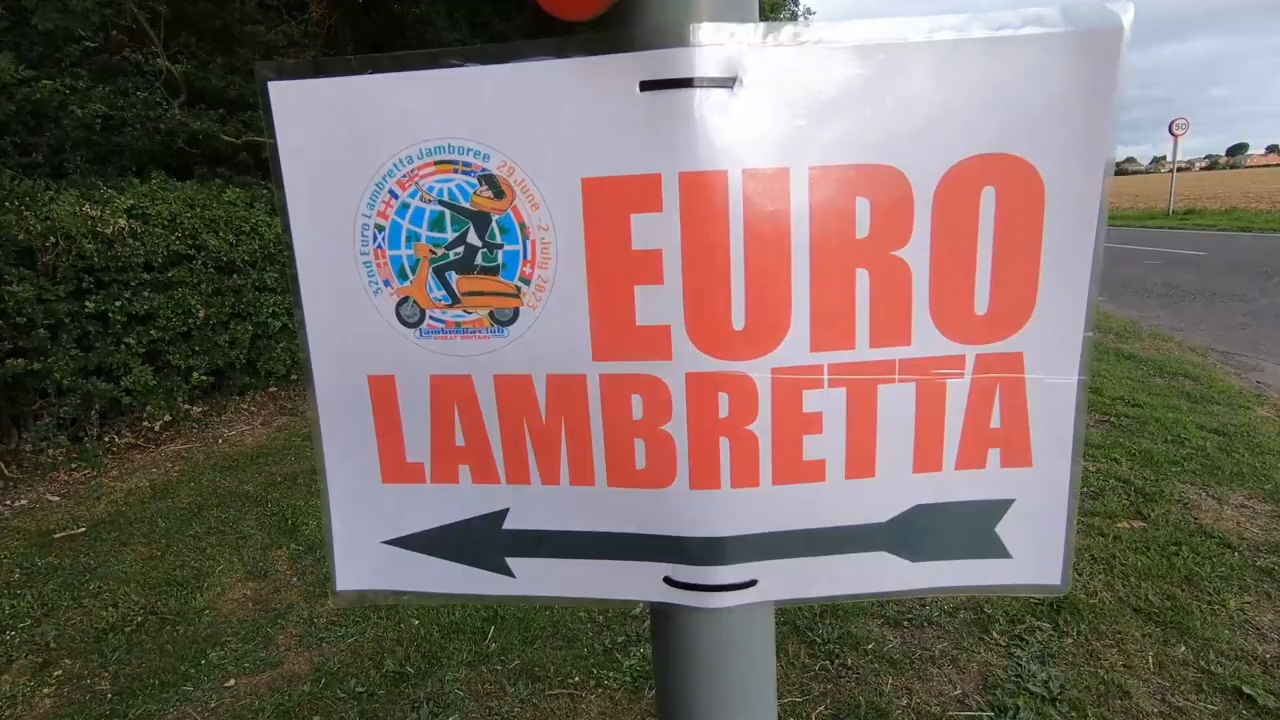 32nd Euro Lambretta Jamboree
29 June - 2 July 2023
Lambretta club
GREAT BRITAIN
EURO
LAMBRETTA
50